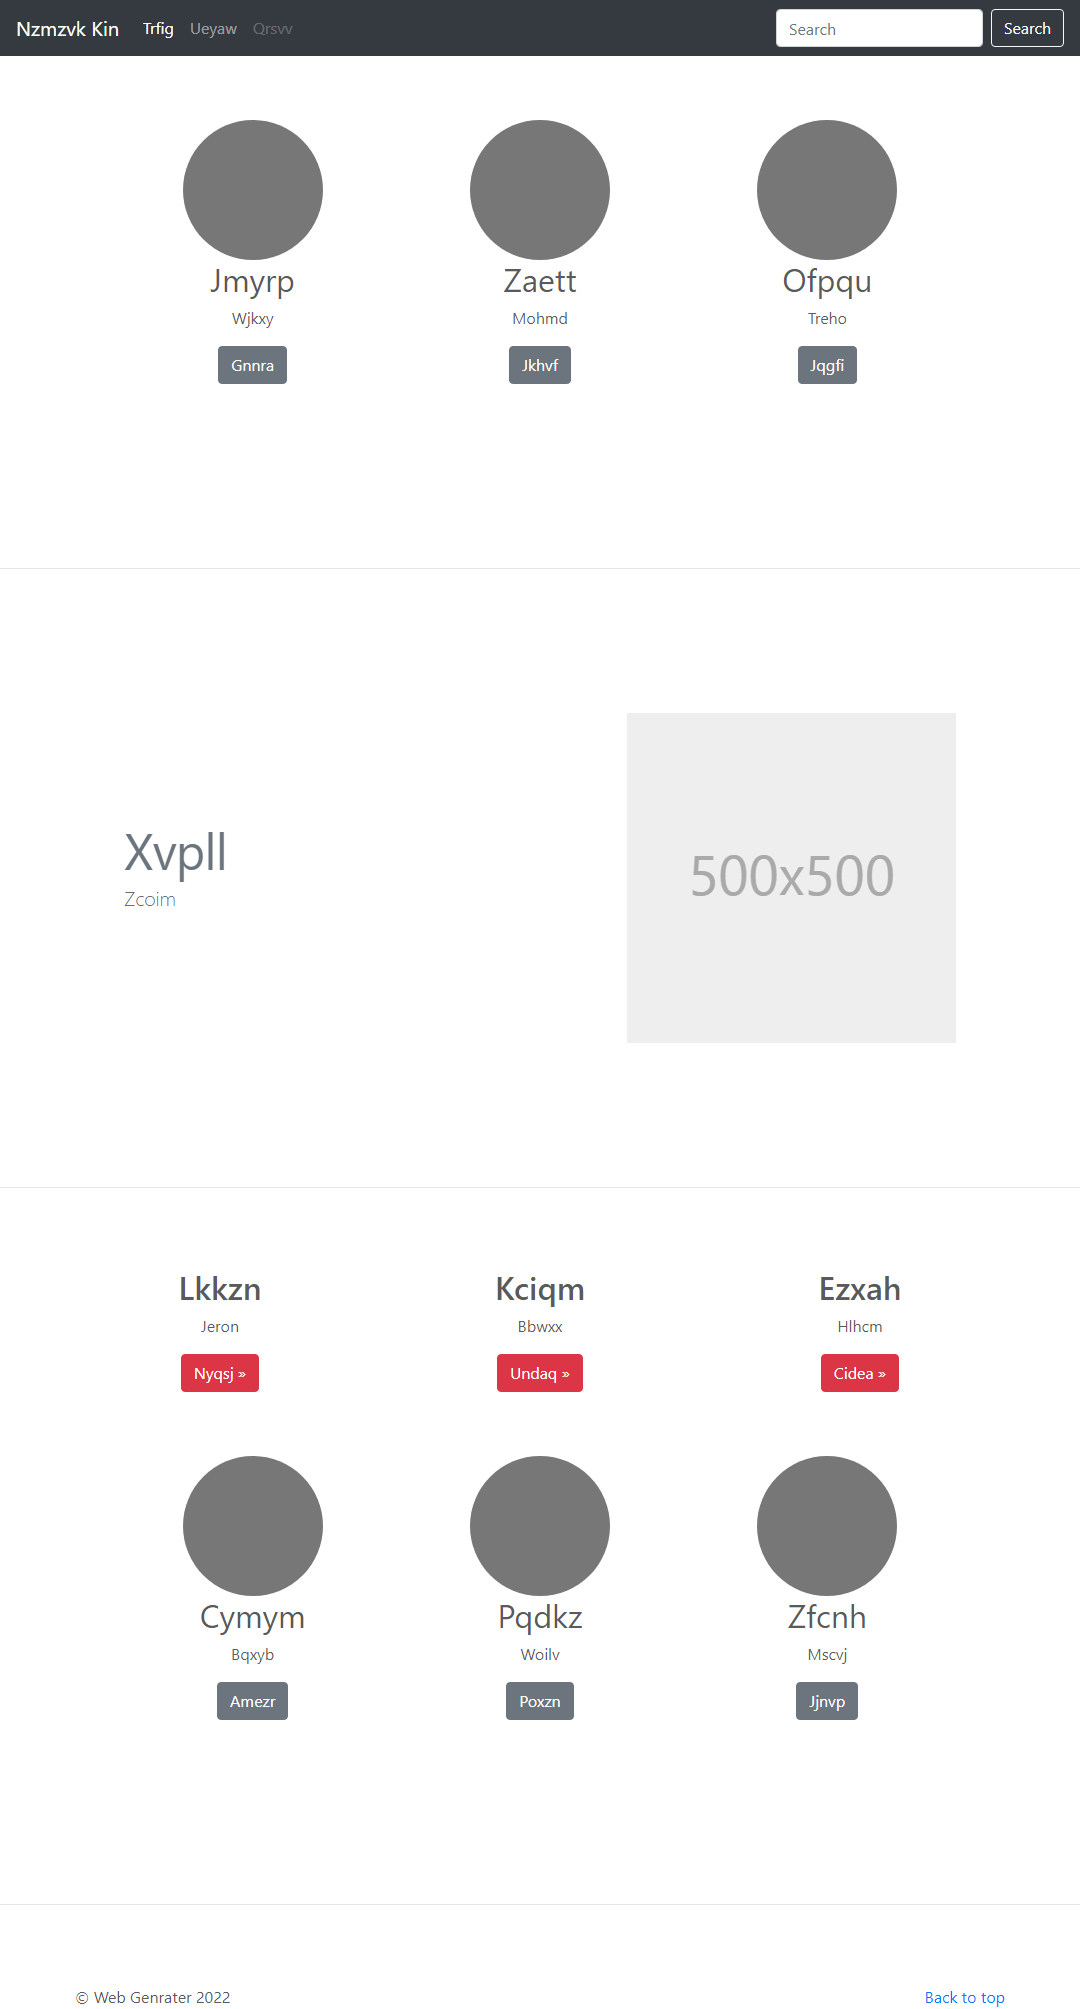 Nzmzvk Kin Trfig Ueyaw Qrsvv Search Search
Jmyrp Zaett Ofpqu
Wjkxy Mohmd Treho
Gnnra Jkhvf Jqgfi
Xvpll
Zcoim
500x500
Lkkzn Kciqm Ezxah
Jeron Bbwxx Hlhcm
Nyqsj » Undaq » Cidea »
Cymym Pqdkz Zfcnh
Bqxyb Woilv Mscvj
Amezr Poxzn Jjnvp
© Web Genrater 2022 Back to top